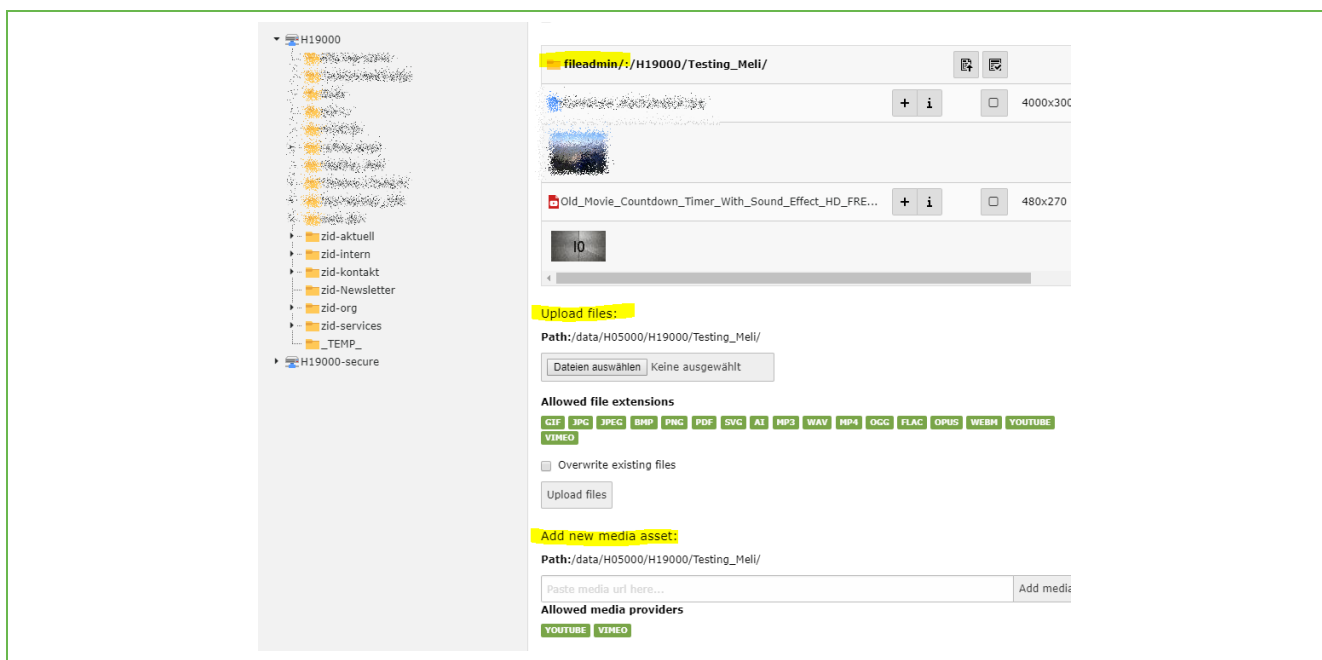 H19000
zid-aktuell
zid-intern
zid-kontakt
zid-Newsletter
zid-org
zid-services
_TEMP_
H19000-secure
fileadmin/:/H19000/Testing_Meli/
+ i 4000x300
Old_Movie_Countdown_Timer_With_Sound_Effect_HD_FRE... + i 480x270
10
Upload files:
Path:/data/H05000/H19000/Testing_Meli/
Dateien auswählen Keine ausgewählt
Allowed file extensions
GIF JPG JPEG BMP PNG PDF SVG AI MP3 WAV MP4 OGG FLAC OPUS WEBM YOUTUBE
VIMEO
Overwrite existing files
Upload files
Add new media asset:
Path:/data/H05000/H19000/Testing_Meli/
Paste media url here... Add media
Allowed media providers
YOUTUBE VIMEO